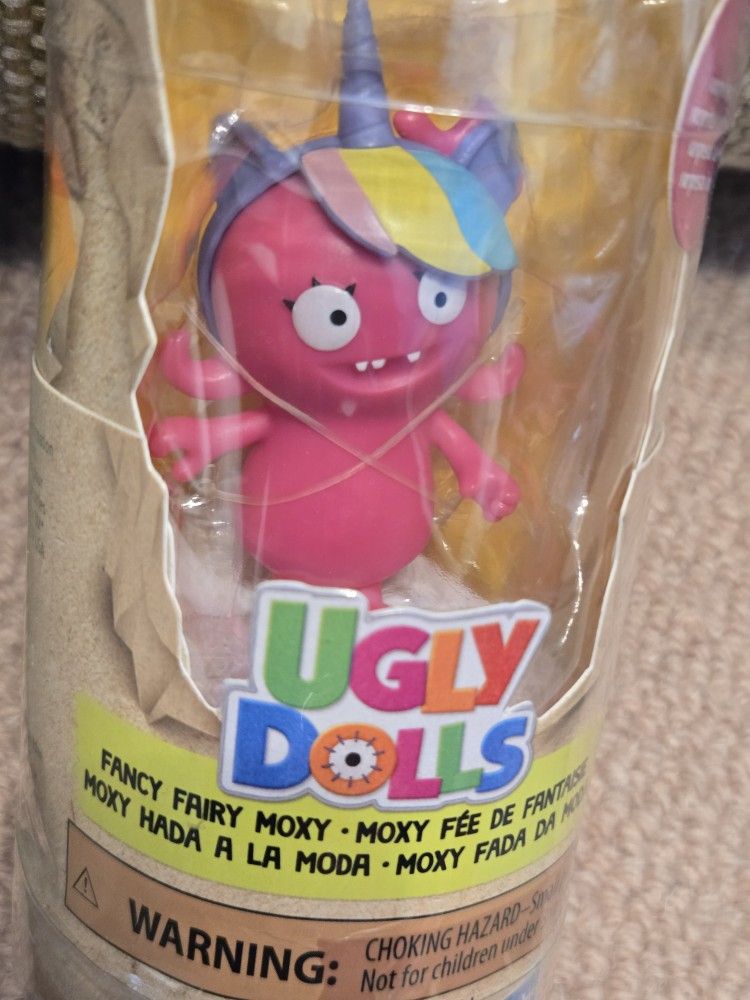 UGLY
DOLLS
FANCY FAIRY MOXY · MOXY FÉE DE FANTAISIE
MOXY HADA A LA MODA · MOXY FADA DA
WARNING:
CHOKING HAZARD–Small
Not for children under